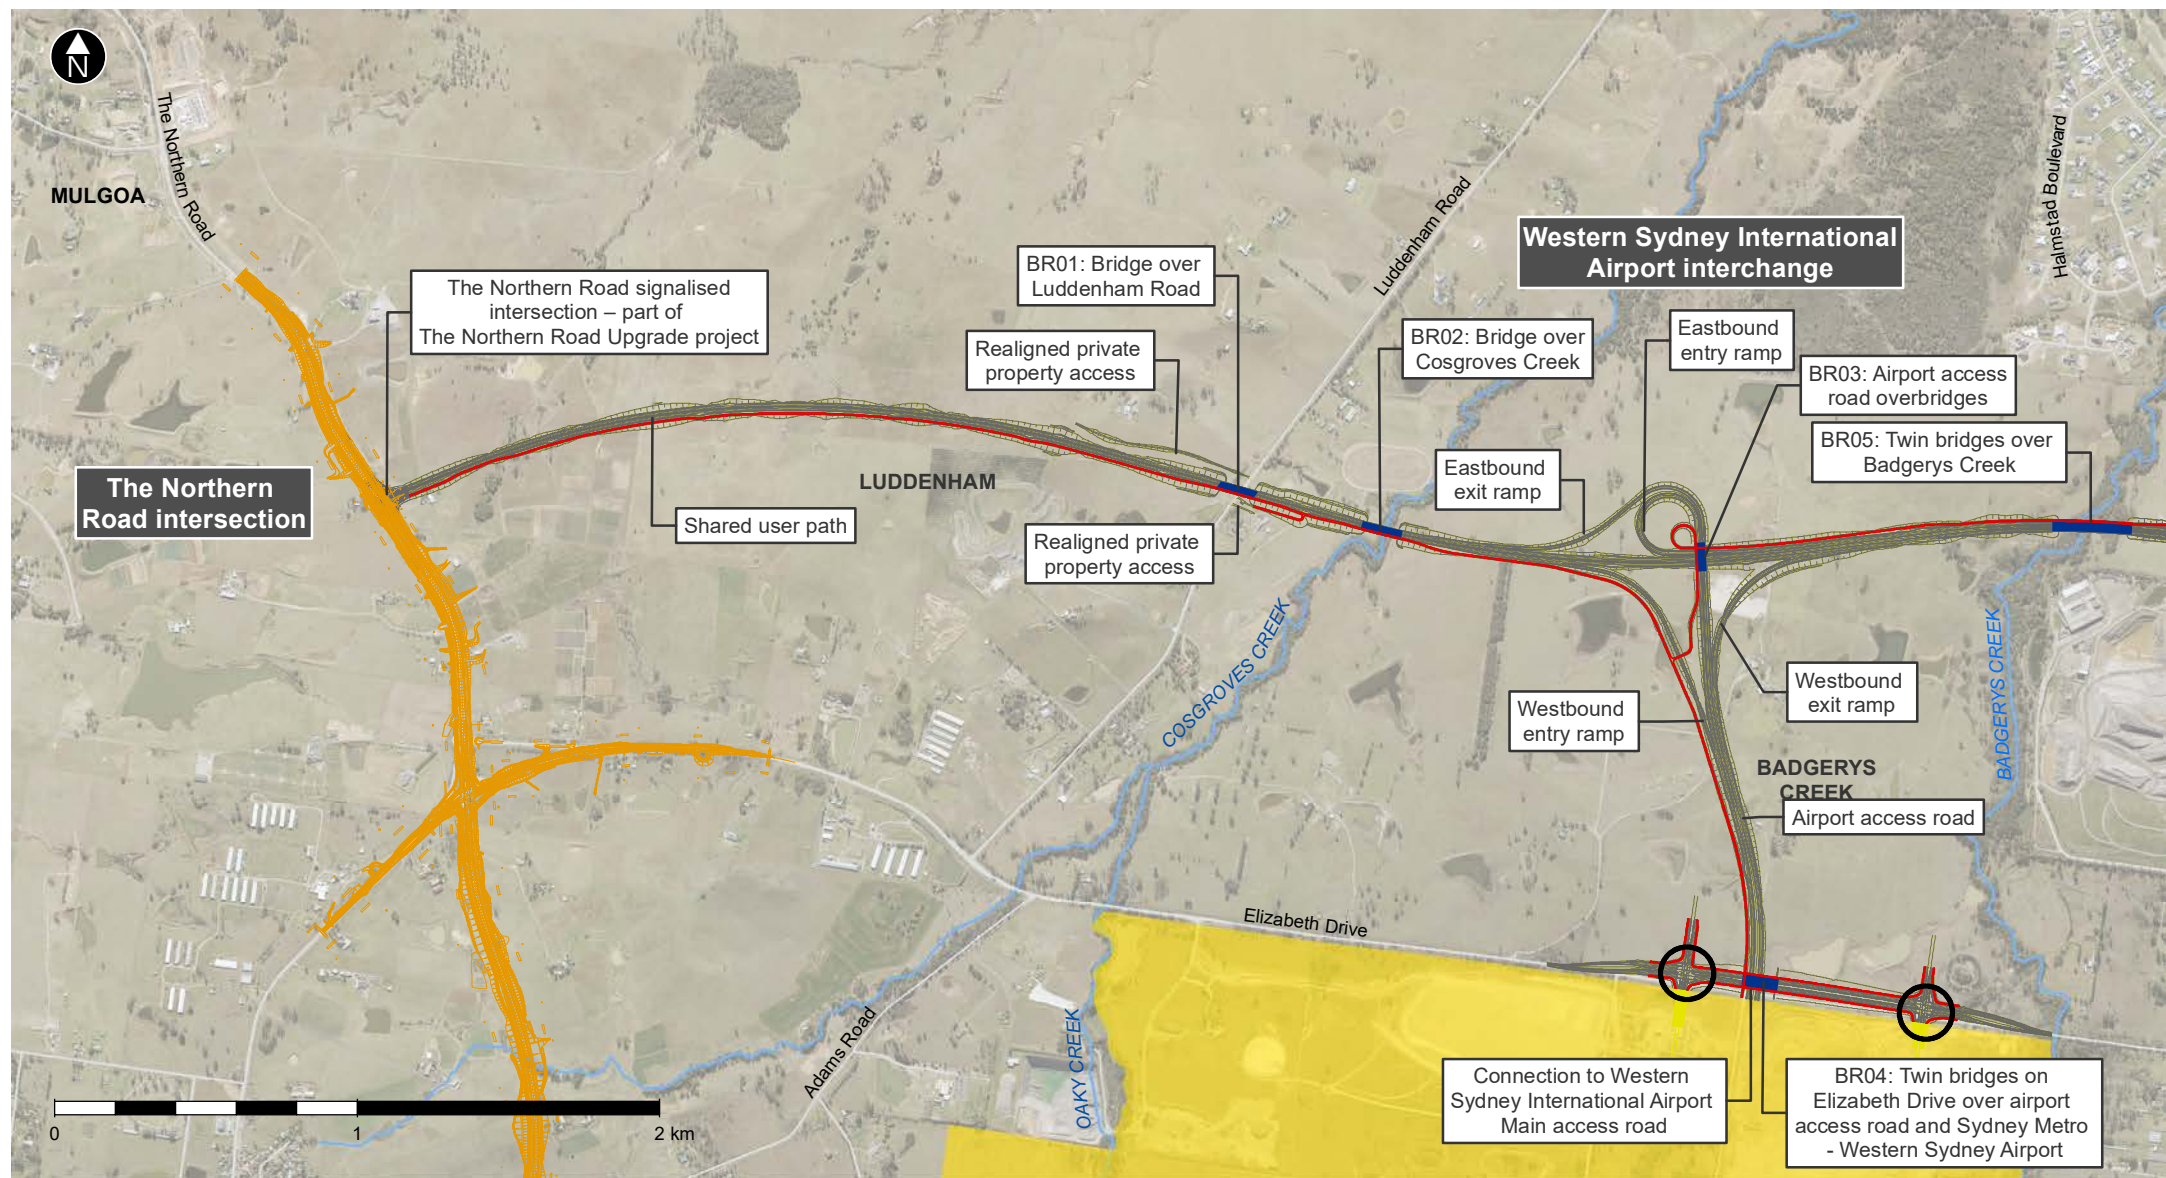 N
The Northern Road
MULGOA
The Northern Road signalised
intersection – part of
The Northern Road Upgrade project
The Northern
Road intersection
Shared user path
LUDDENHAM
Realigned private
property access
BR01: Bridge over
Luddenham Road
Realigned private
property access
Luddenham Road
BR02: Bridge over
Cosgroves Creek
Eastbound
exit ramp
Western Sydney International
Airport interchange
Eastbound
entry ramp
BR03: Airport access
road overbridges
BR05: Twin bridges over
Badgerys Creek
Halmstad Boulevard
COSGROVES CREEK
BADGERYS CREEK
Westbound
entry ramp
Westbound
exit ramp
BADGERYS
CREEK
Airport access road
Elizabeth Drive
Adams Road
OAKY CREEK
Connection to Western
Sydney International Airport
Main access road
BR04: Twin bridges on
Elizabeth Drive over airport
access road and Sydney Metro
- Western Sydney Airport
0
1
2 km